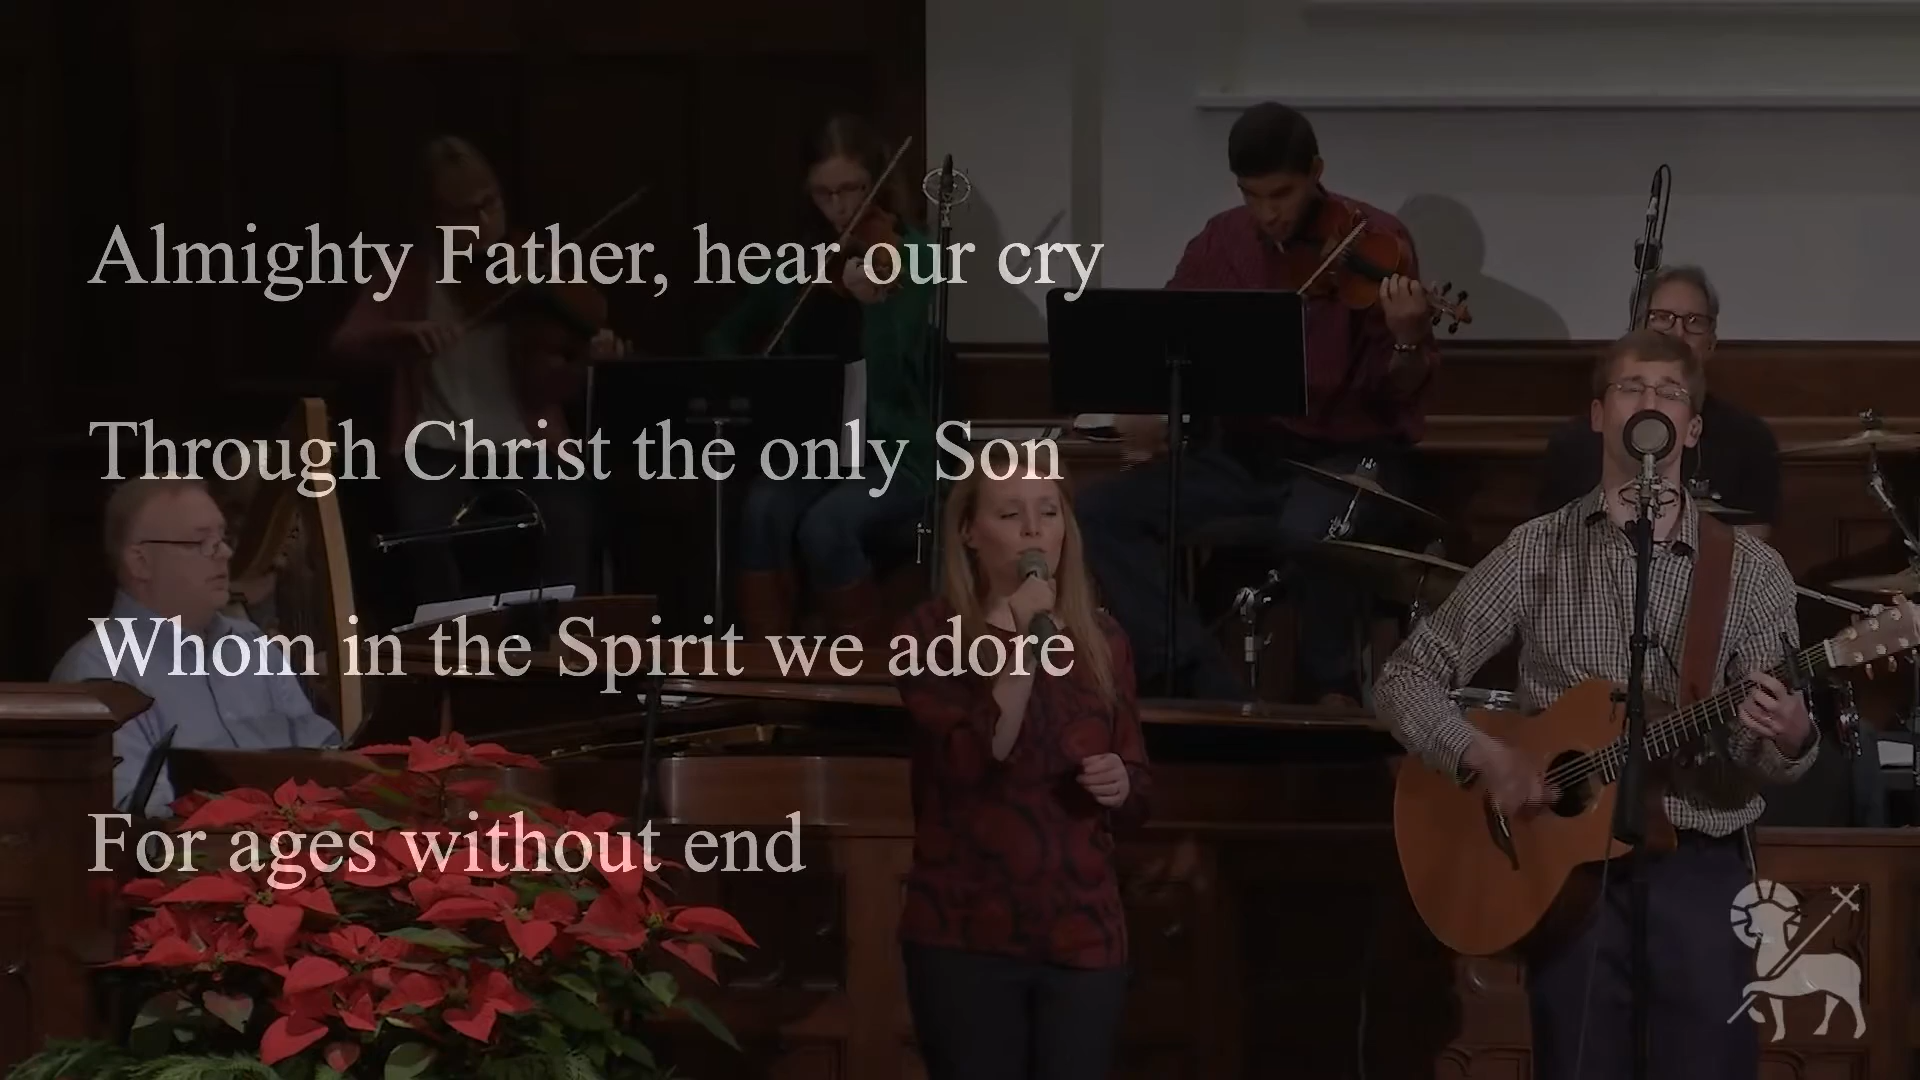 Almighty Father, hear our cry
Through Christ the only Son
Whom in the Spirit we adore
For ages without end